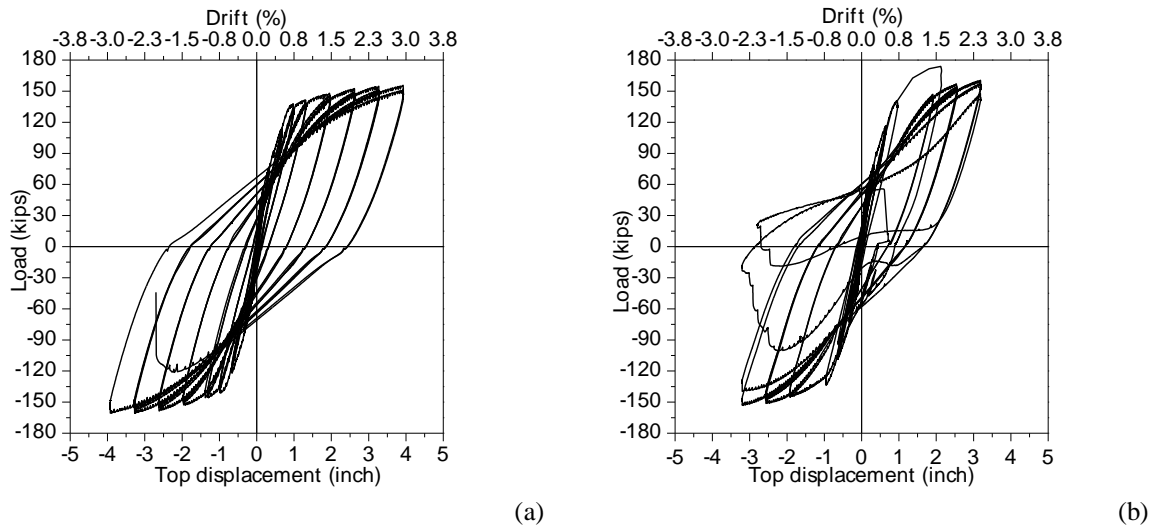 Drift (%)
-3.8 -3.0 -2.3 -1.5 -0.8 0.0 0.8 1.5 2.3 3.0 3.8
180
150
120
90
60
30
0
-30
-60
-90
-120
-150
-180
Load (kips)
-5 -4 -3 -2 -1 0 1 2 3 4 5
Top displacement (inch)
(a)
Drift (%)
-3.8 -3.0 -2.3 -1.5 -0.8 0.0 0.8 1.5 2.3 3.0 3.8
180
150
120
90
60
30
0
-30
-60
-90
-120
-150
-180
Load (kips)
-5 -4 -3 -2 -1 0 1 2 3 4 5
Top displacement (inch)
(b)